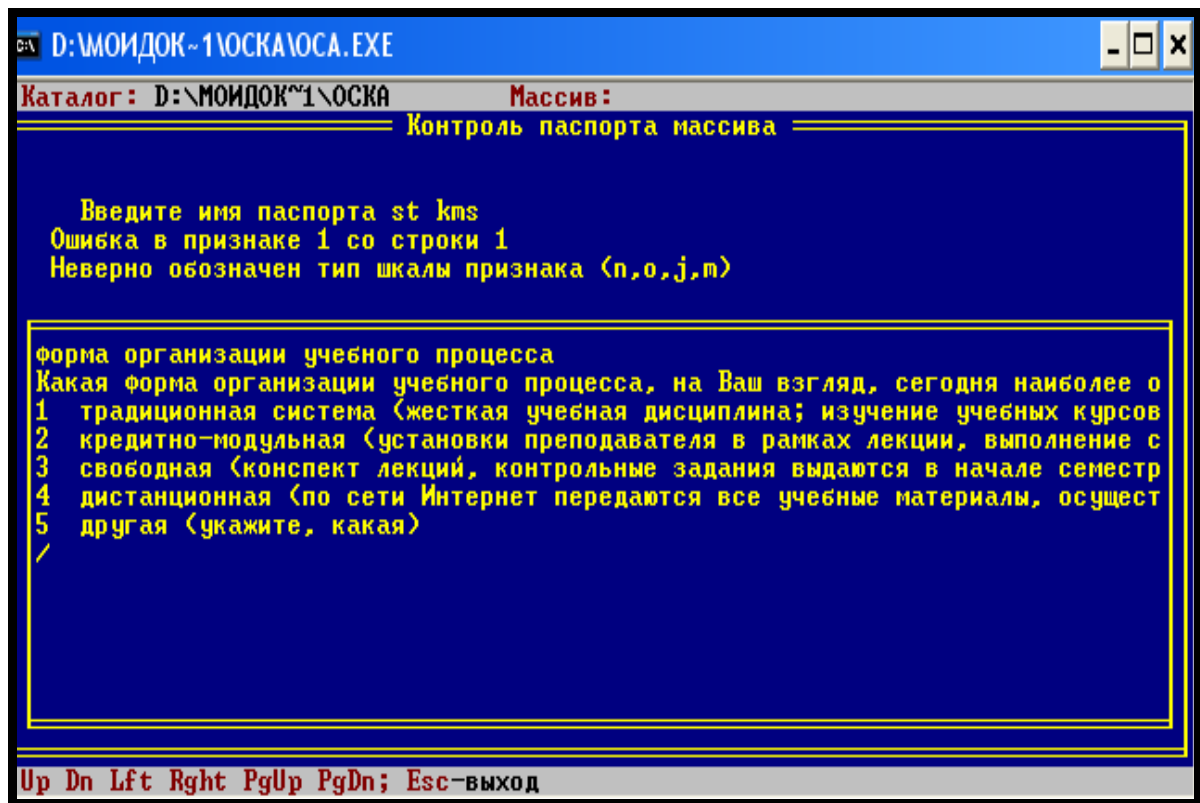 D:\МОИДОК~1\ОСКА\ОСА.EXE
Каталог: D:\МОИДОК~1\ОСКА Массив:
Контроль паспорта массива
Введите имя паспорта st kms
Ошибка в признаке 1 со строки 1
Неверно обозначен тип шкалы признака (n,o,j,m)
форма организации учебного процесса
Какая форма организации учебного процесса, на Ваш взгляд, сегодня наиболее о
1 традиционная система (жесткая учебная дисциплина; изучение учебных курсов
2 кредитно-модульная (установки преподавателя в рамках лекции, выполнение с
3 свободная (конспект лекций, контрольные задания выдаются в начале семестр
4 дистанционная (по сети Интернет передаются все учебные материалы, осущест
5 другая (укажите, какая)
/
Up Dn Lft Rght PgUp PgDn; Esc-выход